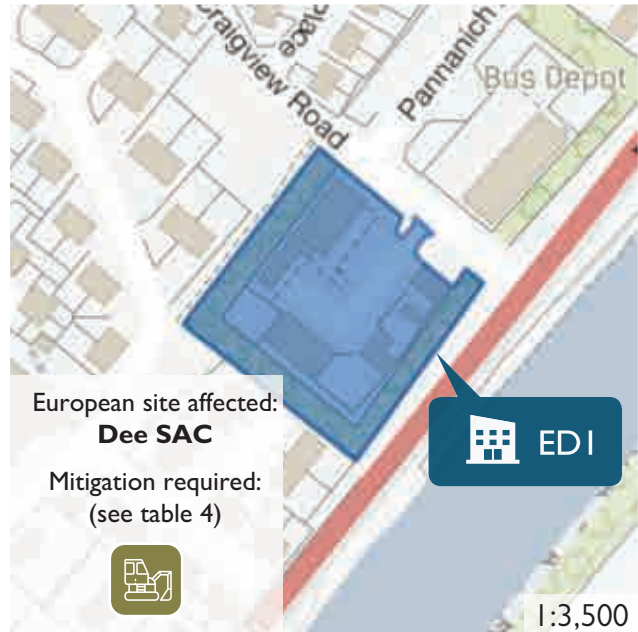 Craigview Road
Place
Pannanich
Bus Depot
European site affected:
Dee SAC
Mitigation required:
(see table 4)
ED1
1:3,500